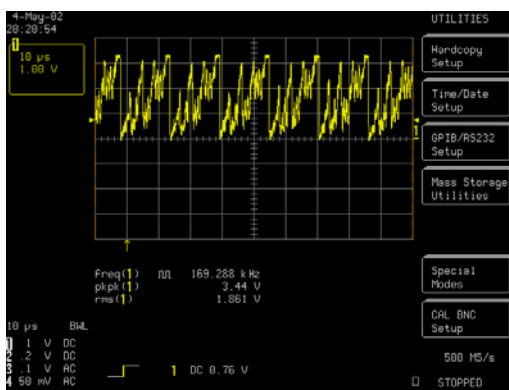 4-May-02
20:20:54
UTILITIES
1
10 µs
1.00 V
Hardcopy
Setup
Time/Date
Setup
1
GPIB/RS232
Setup
Mass Storage
Utilities
freq(1) 169.288 kHz
pkpk(1) 3.44 V
rms(1) 1.861 V
Special
Modes
CAL BNC
Setup
10 µs BWL
1 1 V DC
2 .2 V DC
3 .1 V AC
4 50 mV AC
1 DC 0.76 V
500 MS/s
STOPPED